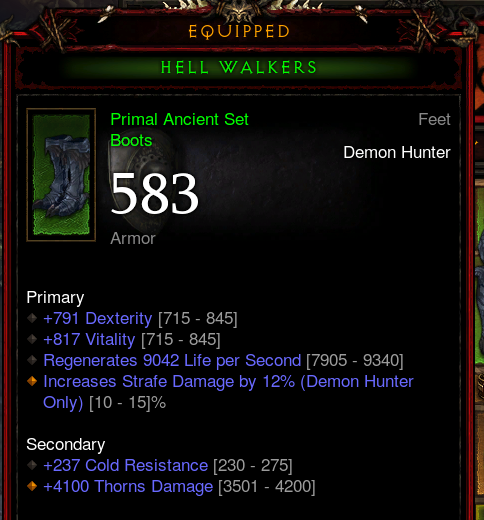 EQUIPPED
HELL WALKERS
Primal Ancient Set Feet
Boots
Demon Hunter
583
Armor
Primary
+791 Dexterity [715 - 845]
+817 Vitality [715 - 845]
Regenerates 9042 Life per Second [7905 - 9340]
Increases Strafe Damage by 12% (Demon Hunter
Only) [10 - 15]%
Secondary
+237 Cold Resistance [230 - 275]
+4100 Thorns Damage [3501 - 4200]